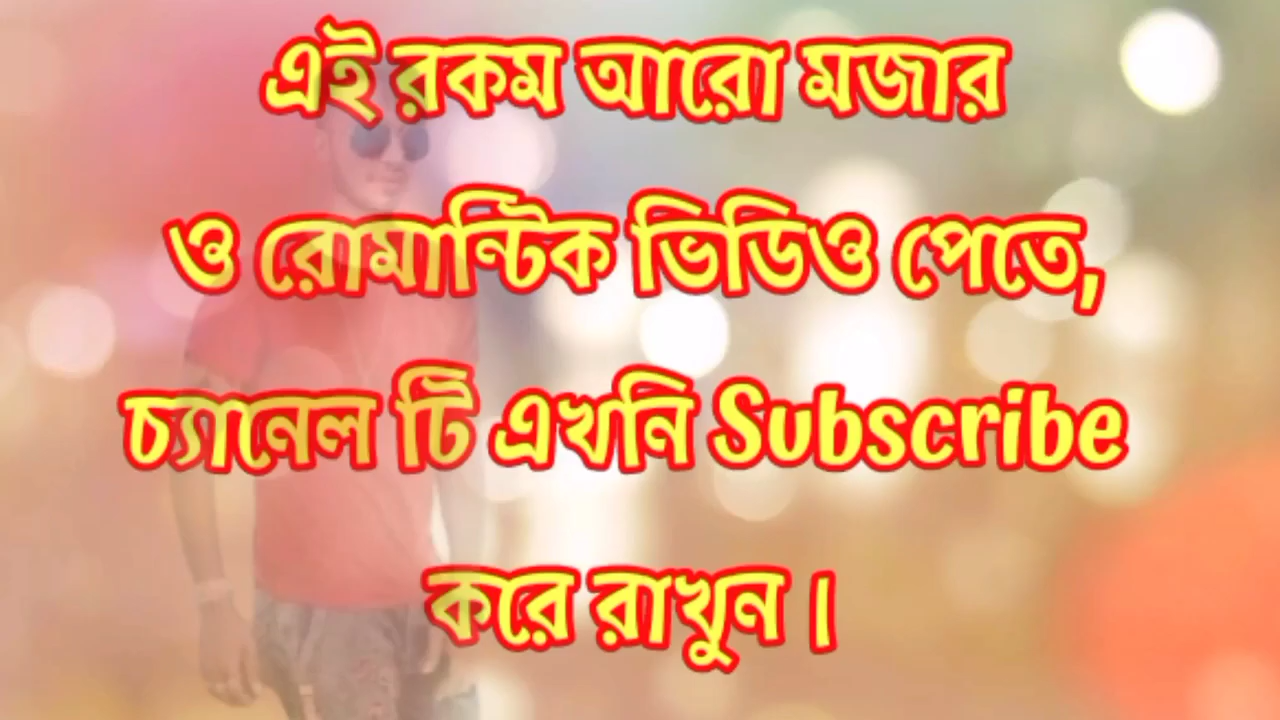 এই রকম আরো মজার
ও রোমান্টিক ভিডিও পেতে,
চ্যানেল টি এখনি Subscribe
করে রাখুন ।